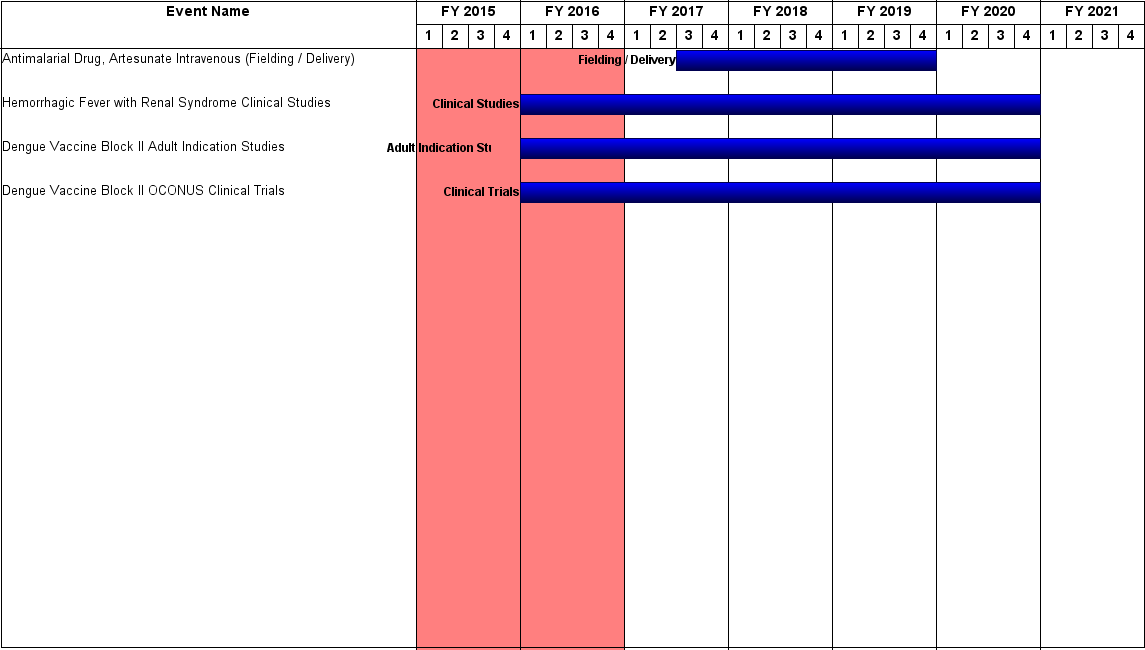 Event Name FY 2015 FY 2016 FY 2017 FY 2018 FY 2019 FY 2020 FY 2021
1 2 3 4 1 2 3 4 1 2 3 4 1 2 3 4 1 2 3 4 1 2 3 4 1 2 3 4
Antimalarial Drug, Artesunate Intravenous (Fielding / Delivery) Fielding / Delivery
Hemorrhagic Fever with Renal Syndrome Clinical Studies Clinical Studies
Dengue Vaccine Block II Adult Indication Studies Adult Indication Stu
Dengue Vaccine Block II OCONUS Clinical Trials Clinical Trials